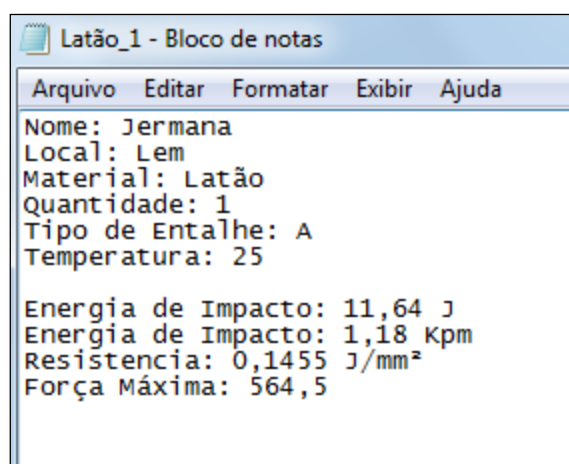 Latão_1 - Bloco de notas
Arquivo Editar Formatar Exibir Ajuda
Nome: Jermana
Local: Lem
Material: Latão
Quantidade: 1
Tipo de Entalhe: A
Temperatura: 25
Energia de Impacto: 11,64 J
Energia de Impacto: 1,18 Kpm
Resistencia: 0,1455 J/mm²
Força Máxima: 564,5